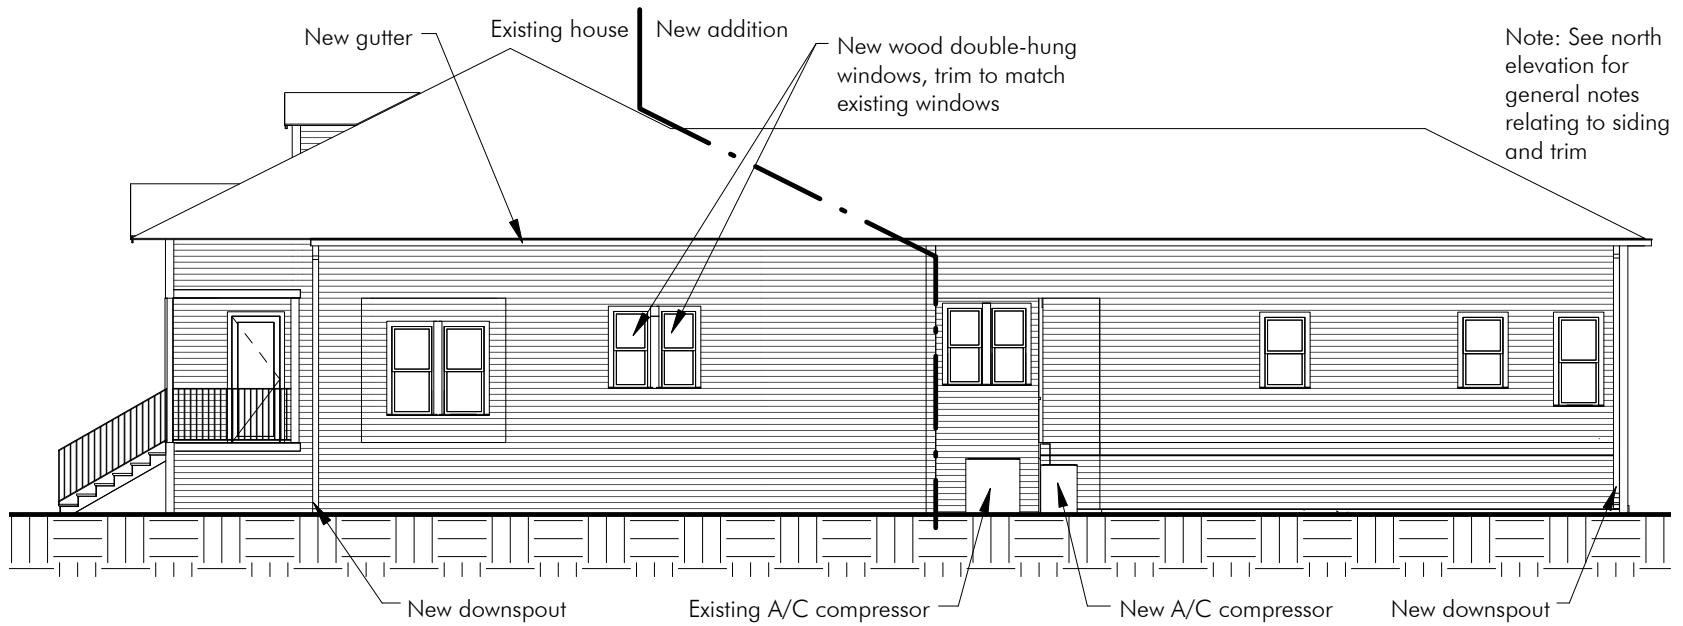 New gutter
Existing house
New addition
New wood double-hung
windows, trim to match
existing windows
Note: See north
elevation for
general notes
relating to siding
and trim
New downspout
Existing A/C compressor
New A/C compressor
New downspout